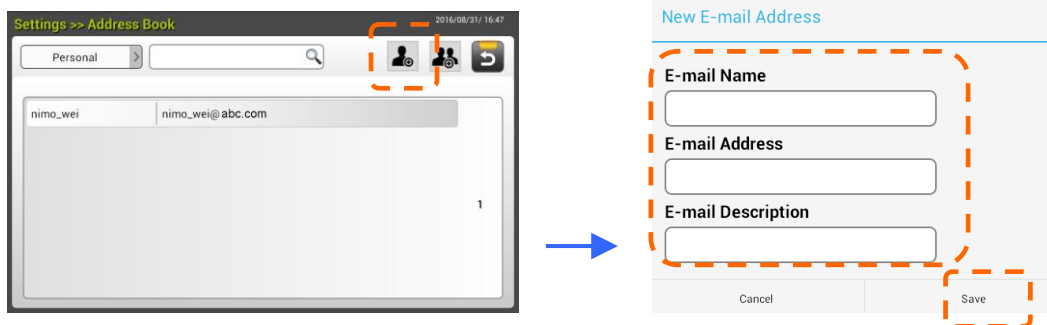 Settings >> Address Book
2016/08/31/ 16:47
Personal
nimo_wei nimo_wei@abc.com
1
New E-mail Address
E-mail Name
E-mail Address
E-mail Description
Cancel Save